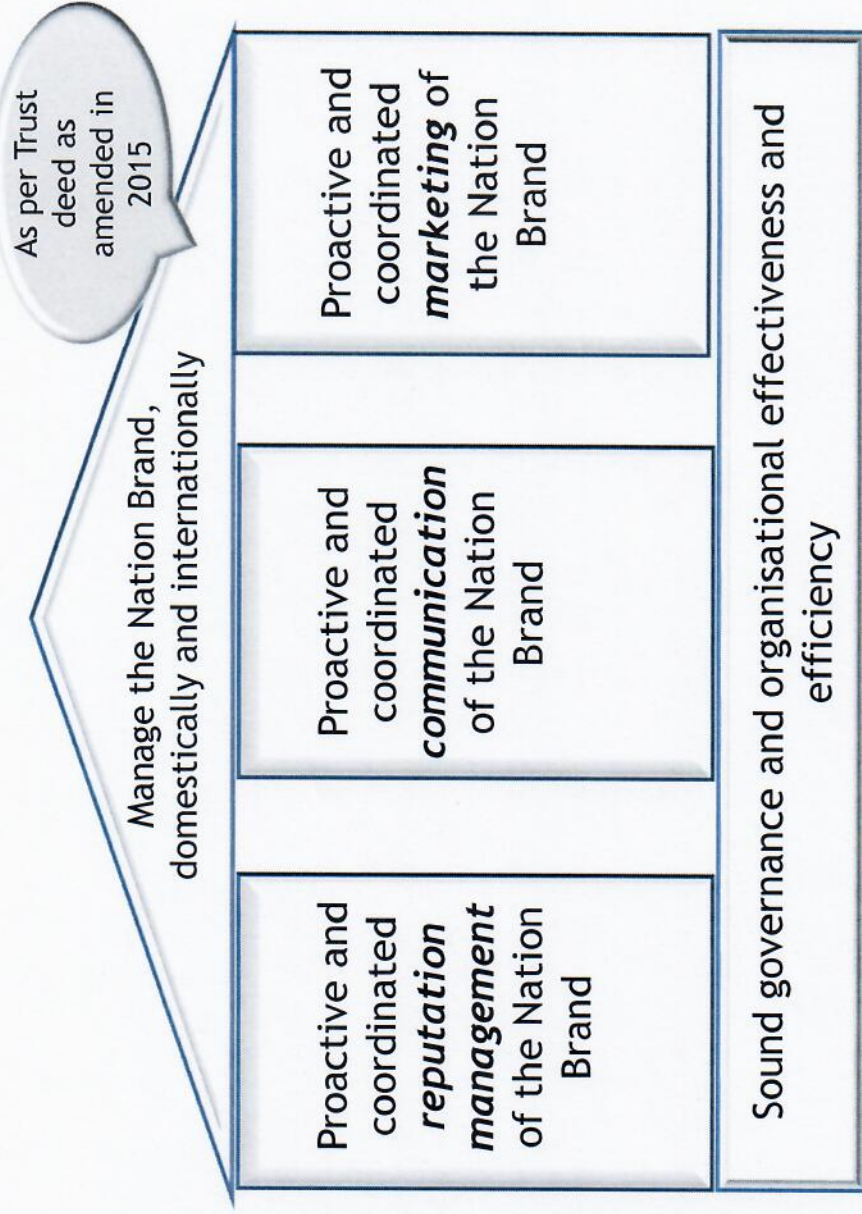 As per Trust
deed as
amended in
2015
Manage the Nation Brand,
domestically and internationally
Proactive and
coordinated
reputation
management
of the Nation
Brand
Proactive and
coordinated
communication
of the Nation
Brand
Proactive and
coordinated
marketing of
the Nation
Brand
Sound governance and organisational effectiveness and
efficiency